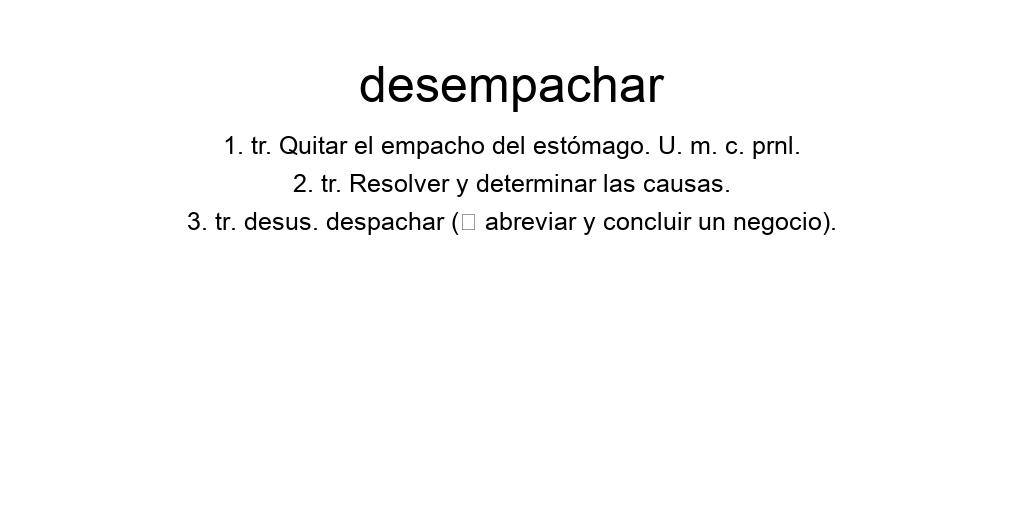 desempachar
1. tr. Quitar el empacho del estómago. U. m. c. prnl.
2. tr. Resolver y determinar las causas.
3. tr. desus. despachar (□ abreviar y concluir un negocio).